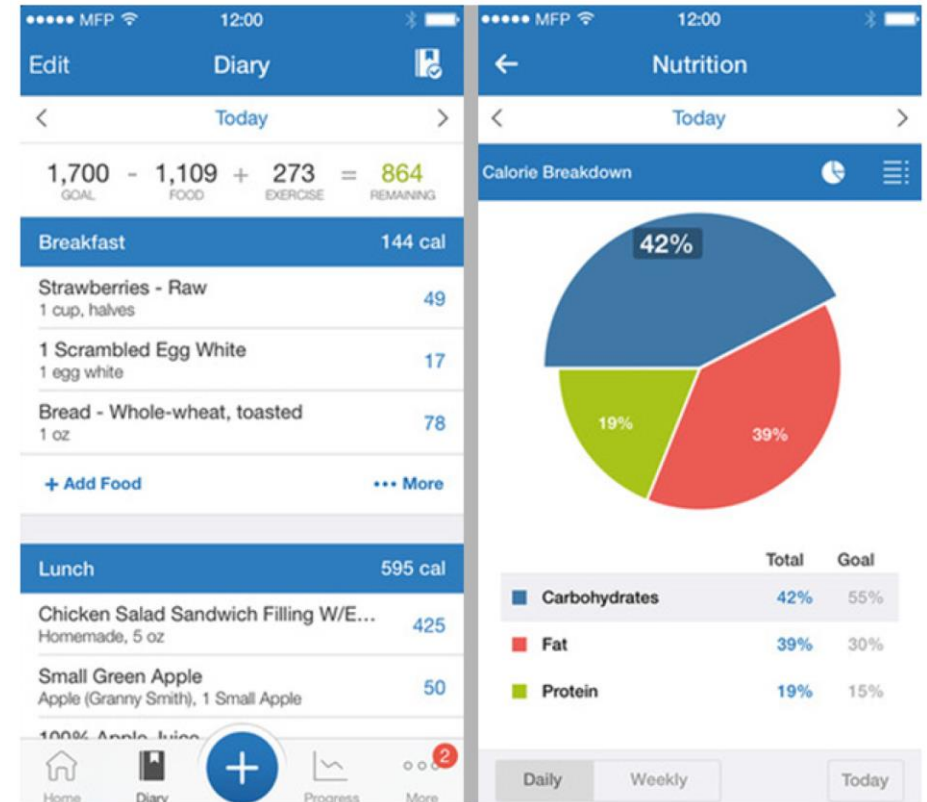 MFP 12:00
Edit Diary
Today
1,700 - 1,109 + 273 = 864
GOAL FOOD EXERCISE REMAINING
Breakfast 144 cal
Strawberries - Raw
1 cup, halves
49
1 Scrambled Egg White
1 egg white
17
Bread - Whole-wheat, toasted
1 oz
78
+ Add Food ••• More
Lunch 595 cal
Chicken Salad Sandwich Filling W/E...
Homemade, 5 oz
425
Small Green Apple
Apple (Granny Smith), 1 Small Apple
50
100% Apple Juice
2
Home Diary Progress More
MFP 12:00
Nutrition
Today
Calorie Breakdown
42%
19%
39%
Total Goal
Carbohydrates 42% 55%
Fat 39% 30%
Protein 19% 15%
Daily Weekly Today